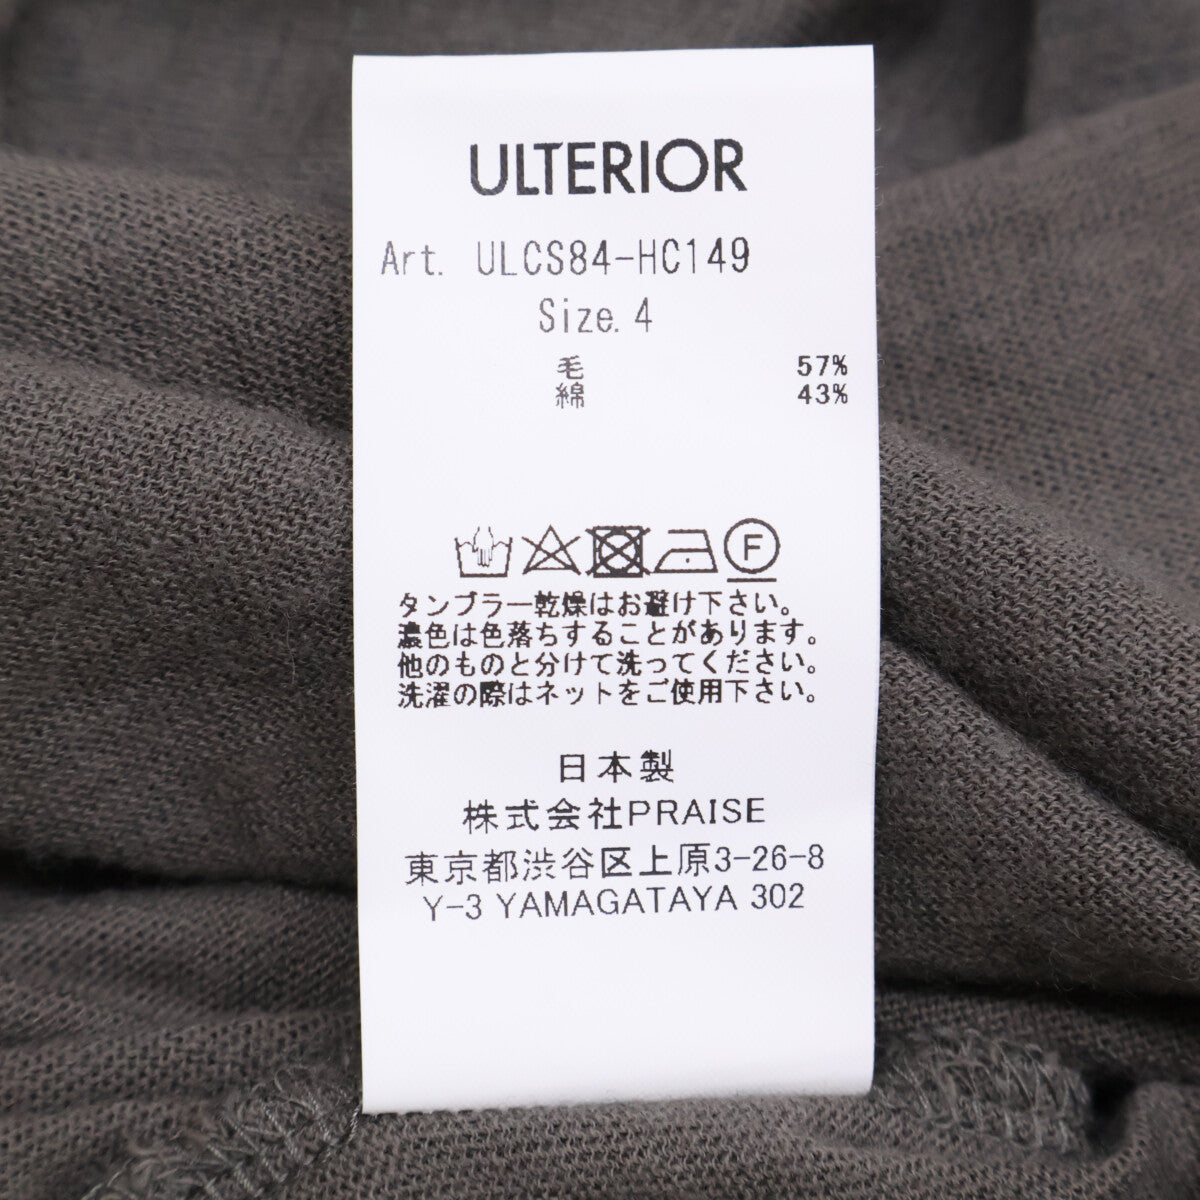 ULTERIOR
Art. ULCS84-HC149
Size. 4
毛 57%
綿 43%
F
タンブラー乾燥はお避け下さい。
濃色は色落ちすることがあります。
他のものと分けて洗ってください。
洗濯の際はネットをご使用下さい。
日本製
株式会社PRAISE
東京都渋谷区上原3-26-8
Y-3 YAMAGATAYA 302